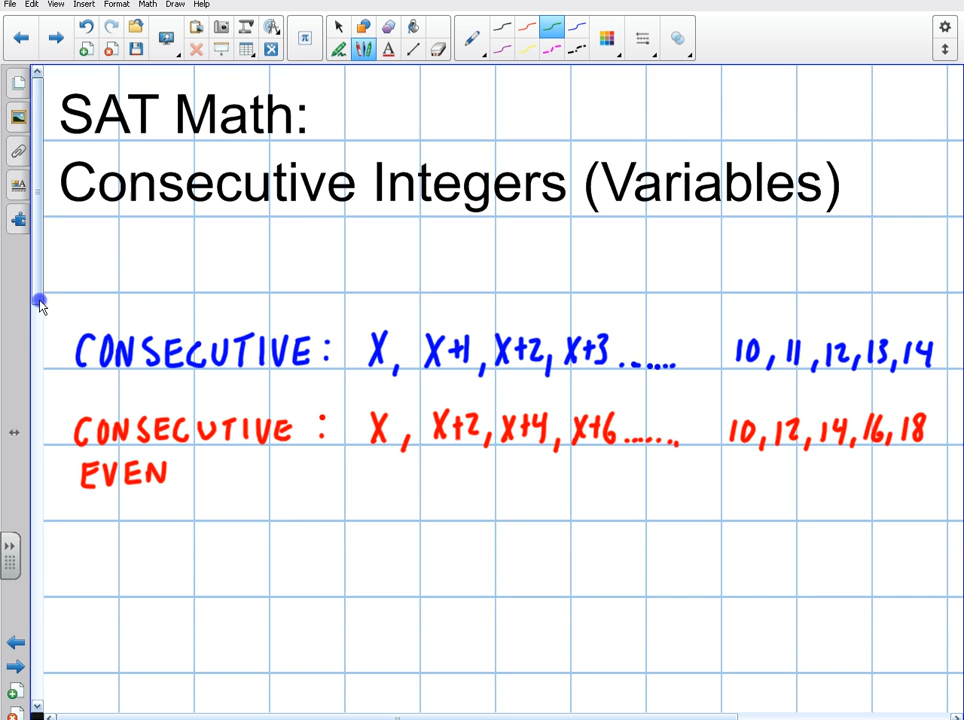 File Edit View Insert Format Math Draw Help
π
SAT Math:
Consecutive Integers (Variables)
CONSECUTIVE: X, X+1, X+2, X+3....... 10, 11, 12, 13, 14
CONSECUTIVE: X, X+2, X+4, X+6....... 10, 12, 14, 16, 18
EVEN